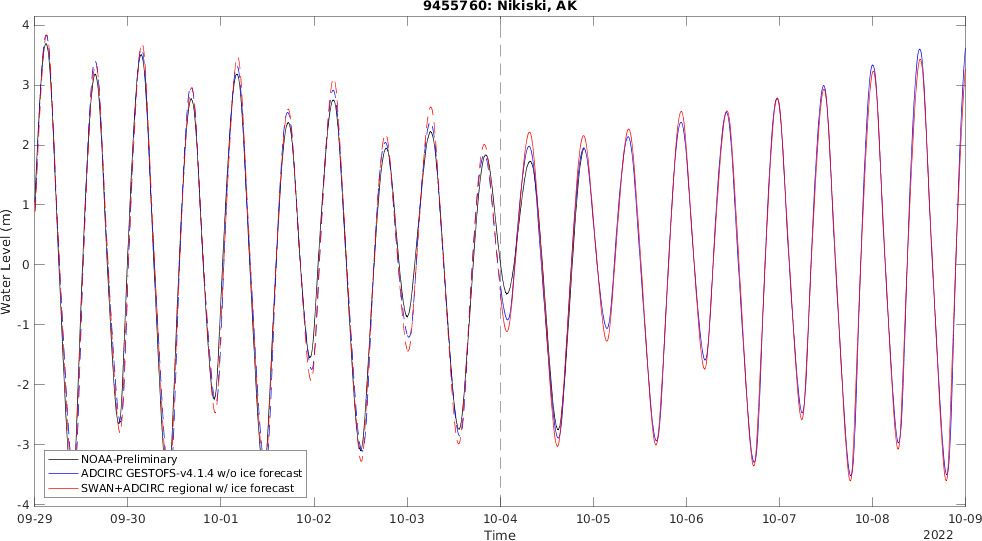 9455760: Nikiski, AK
Water Level (m)
4
3
2
1
0
-1
-2
-3
-4
NOAA-Preliminary
ADCIRC GESTOFS-v4.1.4 w/o ice forecast
SWAN+ADCIRC regional w/ ice forecast
09-29 09-30 10-01 10-02 10-03 10-04 10-05 10-06 10-07 10-08 10-09
Time
2022